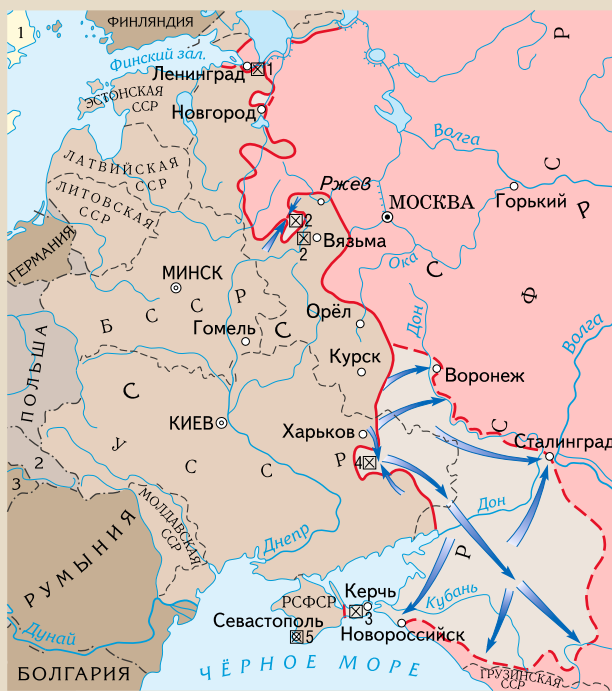 ФИНЛЯНДИЯ
1
Финский зал.
Ленинград
1
ЭСТОНСКАЯ
ССР
Новгород
Р
Волга
С
ЛАТВИЙСКАЯ
ССР
Ржев
ЛИТОВСКАЯ
ССР
МОСКВА
Горький
Р
2
Вязьма
2
ГЕРМАНИЯ
Ока
С
МИНСК
Ф
Орёл
Дон
БССР
Гомель
С
Волга
ПОЛЬША
Курск
Воронеж
С
КИЕВ
Харьков
С
Сталинград
У
Р
4
2
С
С
3
Дон
МОЛДАВСКАЯ
ССР
Днепр
Р
РУМЫНИЯ
РСФСР
Керчь
Кубань
3
Севастополь
Новороссийск
5
Дунай
ЧЁРНОЕ МОРЕ
ГРУЗИНСКАЯ
ССР
БОЛГАРИЯ